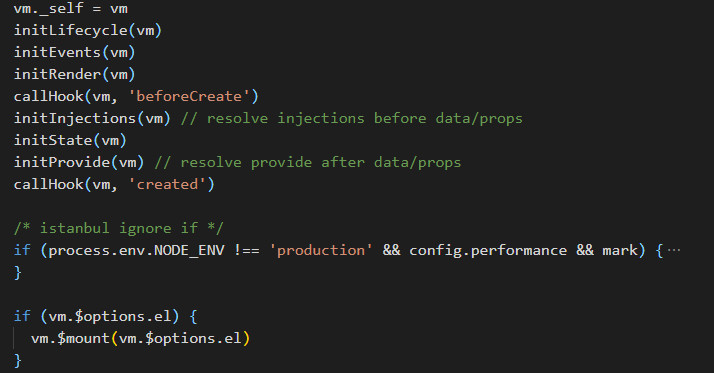 vm._self = vm
initLifecycle(vm)
initEvents(vm)
initRender(vm)
callHook(vm, 'beforeCreate')
initInjections(vm) // resolve injections before data/props
initState(vm)
initProvide(vm) // resolve provide after data/props
callHook(vm, 'created')
/* istanbul ignore if */
if (process.env.NODE_ENV !== 'production' && config.performance && mark) {⋯
}
if (vm.$options.el) {
vm.$mount(vm.$options.el)
}